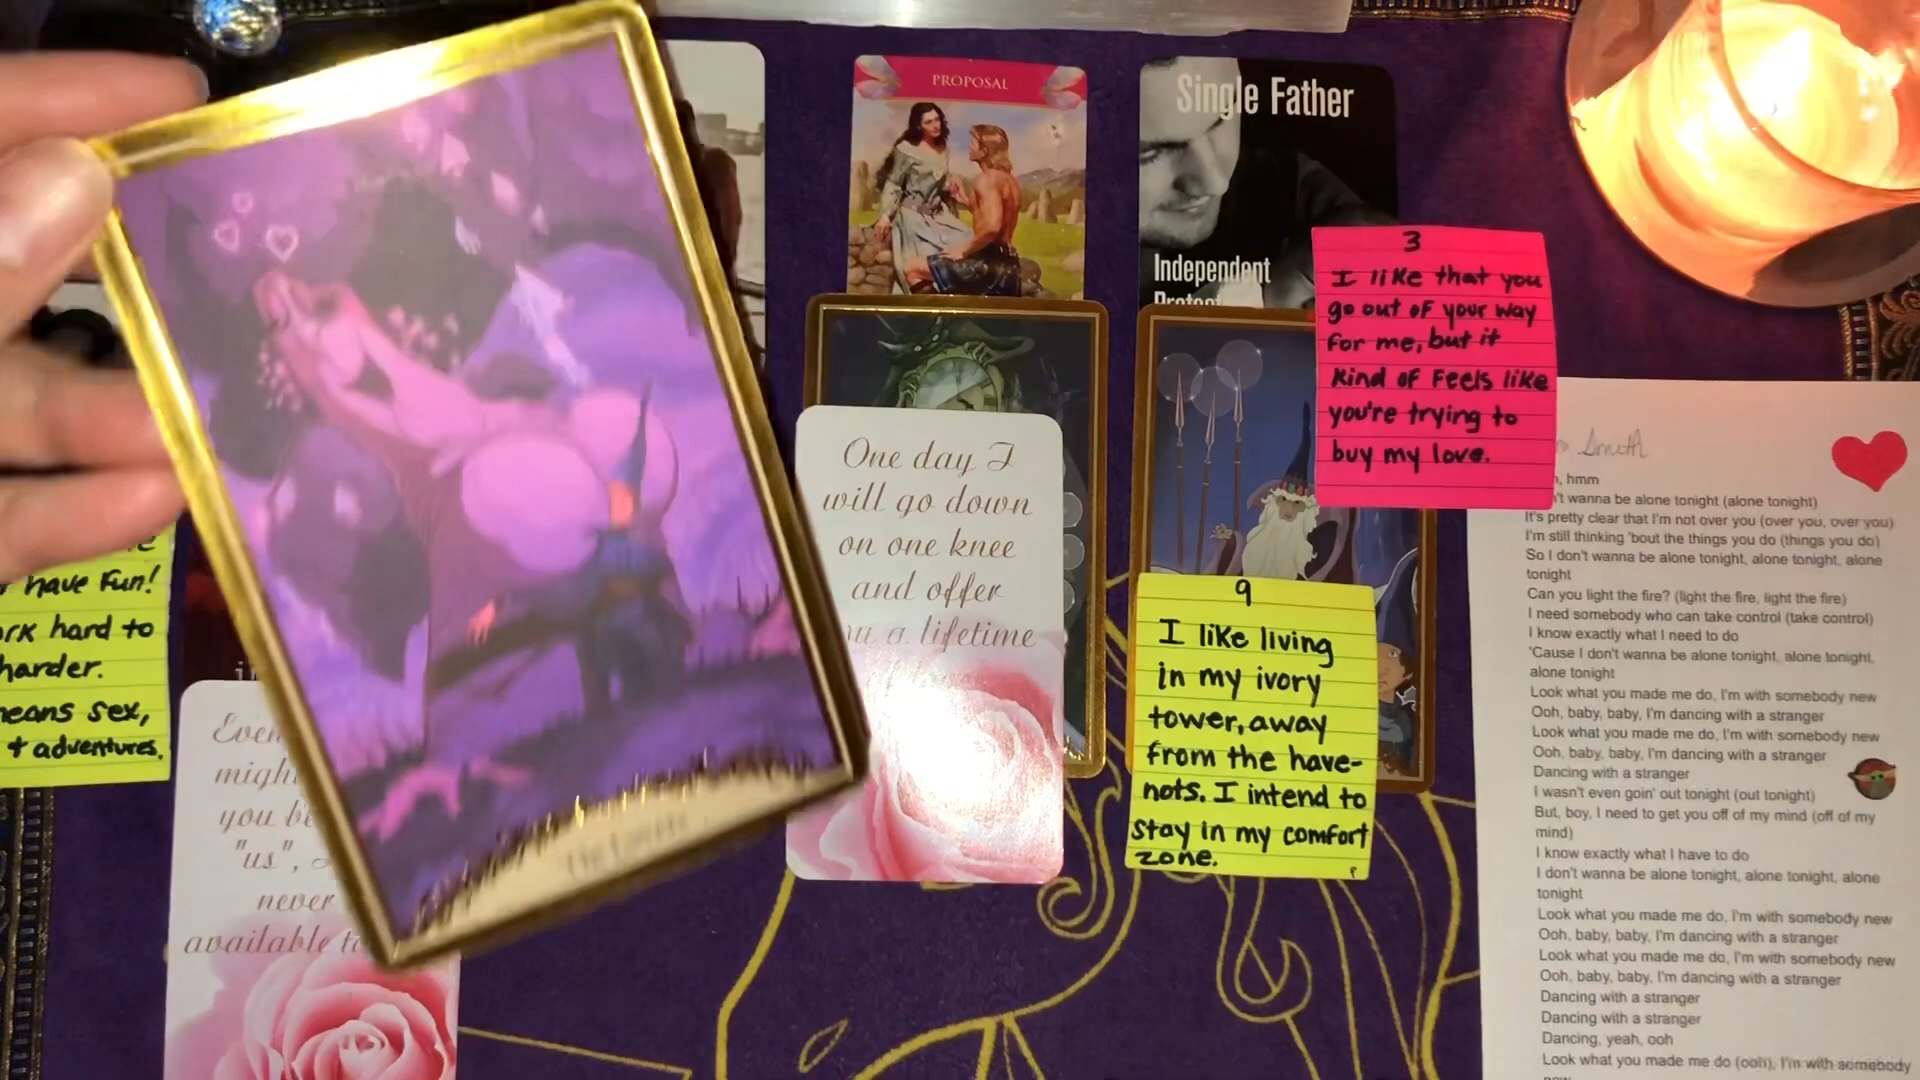 PROPOSAL
Single Father
Independent
3
I like that you
go out of your way
for me, but it
kind of feels like
you're trying to
buy my love.
One day I
will go down
on one knee
and offer
a lifetime
9
I like living
in my ivory
tower, away
from the have-
nots. I intend to
stay in my comfort
zone.
have fun!
hard to
harder.
sex,
+ adventures.
Even
might
you
"us",
never
available
The Lovers
hmm
wanna be alone tonight (alone tonight)
It's pretty clear that I'm not over you (over you, over you)
I'm still thinking 'bout the things you do (things you do)
So I don't wanna be alone tonight, alone tonight, alone
tonight
Can you light the fire? (light the fire, light the fire)
I need somebody who can take control (take control)
I know exactly what I need to do
'Cause I don't wanna be alone tonight, alone tonight,
alone tonight
Look what you made me do, I'm with somebody new
Ooh, baby, baby, I'm dancing with a stranger
Look what you made me do, I'm with somebody new
Ooh, baby, baby, I'm dancing with a stranger
Dancing with a stranger
I wasn't even goin' out tonight (out tonight)
But, boy, I need to get you off of my mind (off of my
mind)
I know exactly what I have to do
I don't wanna be alone tonight, alone tonight, alone
tonight
Look what you made me do, I'm with somebody new
Ooh, baby, baby, I'm dancing with a stranger
Look what you made me do, I'm with somebody new
Ooh, baby, baby, I'm dancing with a stranger
Dancing with a stranger
Dancing with a stranger
Dancing, yeah, ooh
Look what you made me do (ooh), I'm with somebody